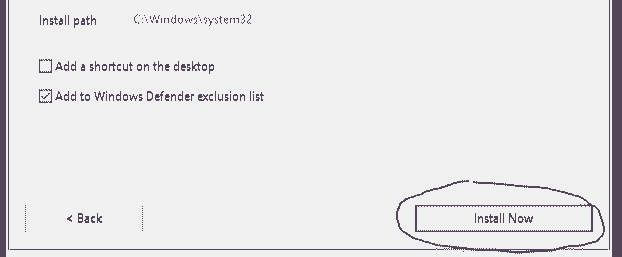 Install path C:\Windows\system32
Add a shortcut on the desktop
Add to Windows Defender exclusion list
< Back Install Now